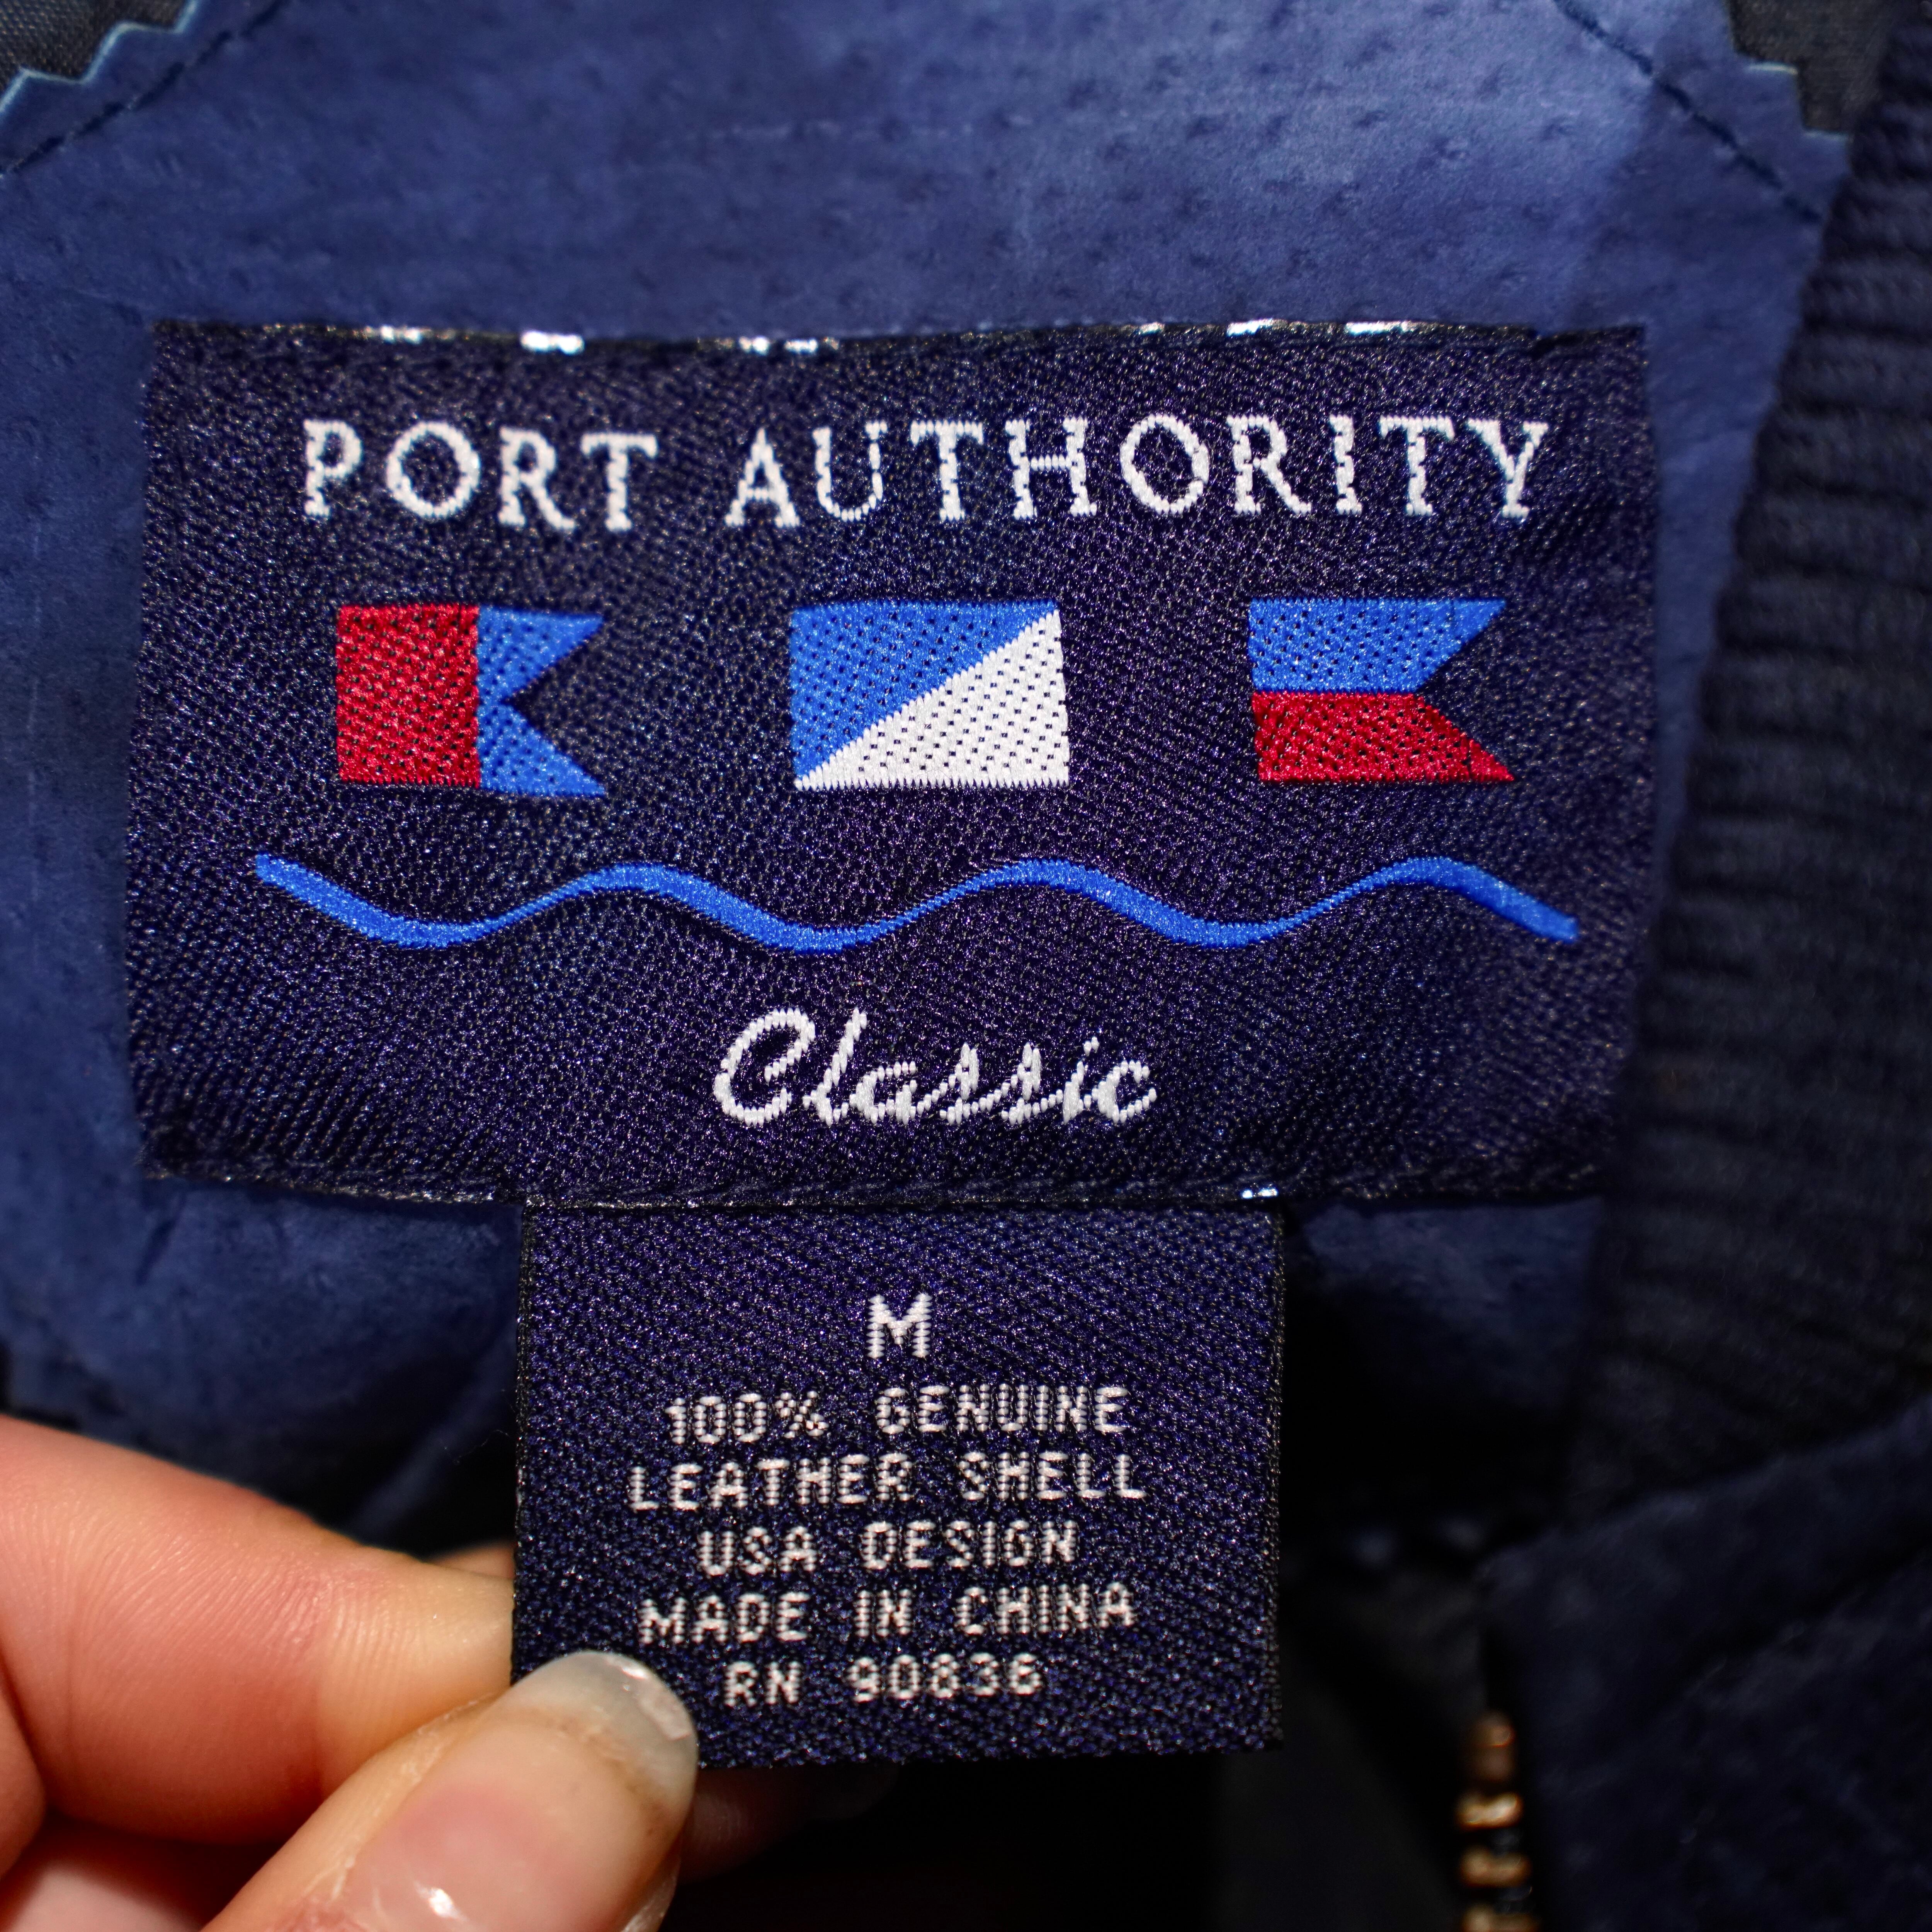 PORT AUTHORITY
Classic
M
100% GENUINE
LEATHER SHELL
USA DESIGN
MADE IN CHINA
RN 90836